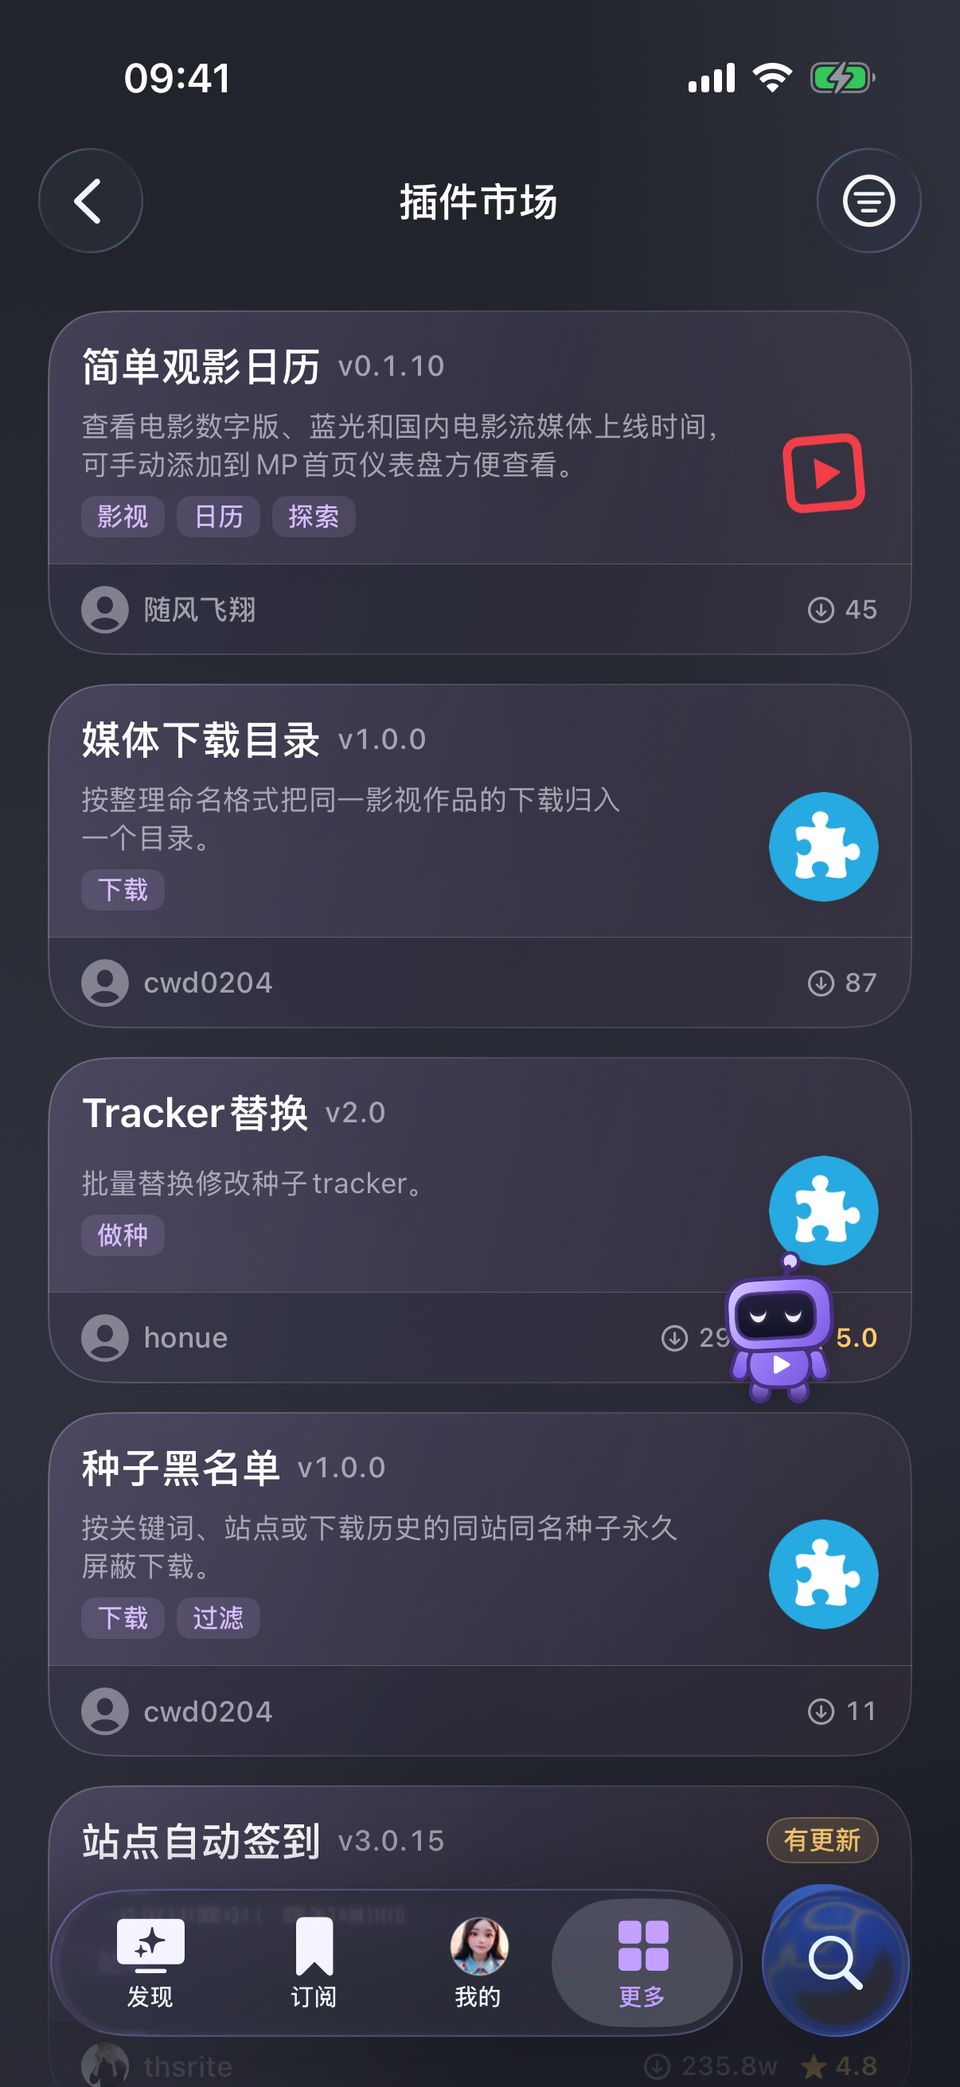 09:41
插件市场
简单观影日历 v0.1.10
查看电影数字版、蓝光和国内电影流媒体上线时间，
可手动添加到MP首页仪表盘方便查看。
影视 日历 探索
随风飞翔 45
媒体下载目录 v1.0.0
按整理命名格式把同一影视作品的下载归入
一个目录。
下载
cwd0204 87
Tracker替换 v2.0
批量替换修改种子tracker。
做种
honue 5.0
种子黑名单 v1.0.0
按关键词、站点或下载历史的同站同名种子永久
屏蔽下载。
下载 过滤
cwd0204 11
站点自动签到 v3.0.15 有更新
发现 订阅 我的 更多
thsrite 235.8w 4.8